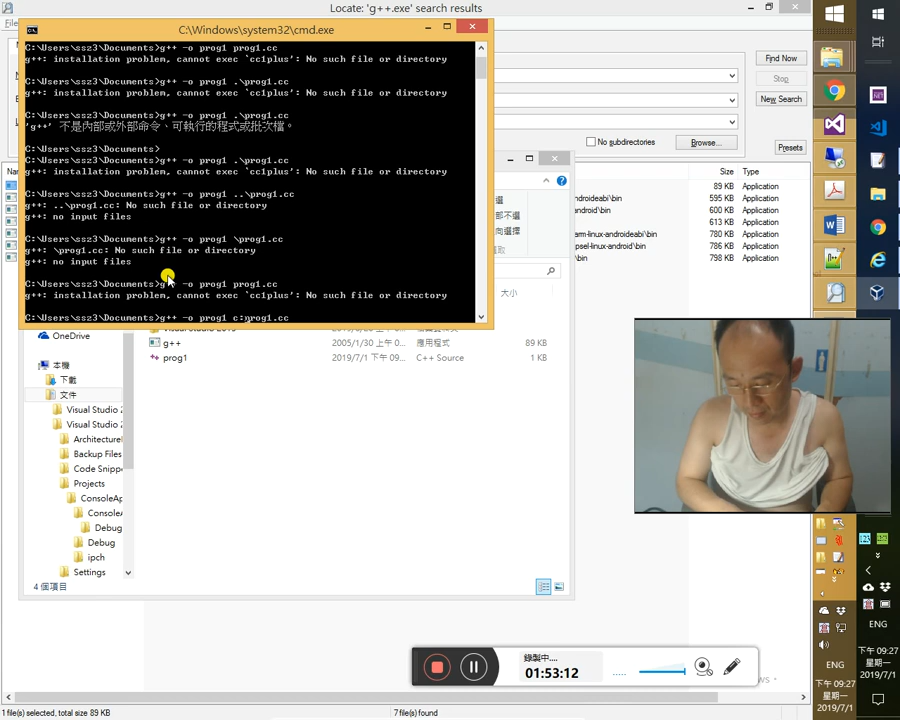 Locate: 'g++.exe' search results
C:\Windows\system32\cmd.exe
C:\Users\ssz3\Documents>g++ -o prog1 prog1.cc
g++: installation problem, cannot exec `cc1plus': No such file or directory
C:\Users\ssz3\Documents>g++ -o prog1 .\prog1.cc
g++: installation problem, cannot exec `cc1plus': No such file or directory
C:\Users\ssz3\Documents>g++ -o prog1 .\prog1.cc
'g++' 不是內部或外部命令、可執行的程式或批次檔。
C:\Users\ssz3\Documents>
C:\Users\ssz3\Documents>g++ -o prog1 .\prog1.cc
g++: installation problem, cannot exec `cc1plus': No such file or directory
C:\Users\ssz3\Documents>g++ -o prog1 ..\prog1.cc
g++: ..\prog1.cc: No such file or directory
g++: no input files
C:\Users\ssz3\Documents>g++ -o prog1 \prog1.cc
g++: \prog1.cc: No such file or directory
g++: no input files
C:\Users\ssz3\Documents>g++ -o prog1 prog1.cc
g++: installation problem, cannot exec `cc1plus': No such file or directory
C:\Users\ssz3\Documents>g++ -o prog1 c:prog1.cc
Find Now
Stop
New Search
No subdirectories
Browse...
Presets
Size Type
89 KB Application
androideabi\bin 595 KB Application
android\bin 600 KB Application
613 KB Application
arm-linux-androideabi\bin 780 KB Application
ipsel-linux-android\bin 786 KB Application
\bin 798 KB Application
大小
OneDrive
g++ 2005/1/30 上午 0... 應用程式 89 KB
prog1 2019/7/1 下午 09... C++ Source 1 KB
本機
下載
文件
Visual Studio 2
Visual Studio 2
Architecture
Backup Files
Code Snipp
Projects
ConsoleAp
Console
Debug
Debug
ipch
Settings
4 個項目
錄製中....
01:53:12
ENG
下午 09:27
星期一
2019/7/1
ENG
下午 09:27
星期一
2019/7/1
1 file(s) selected, total size 89 KB
7 file(s) found